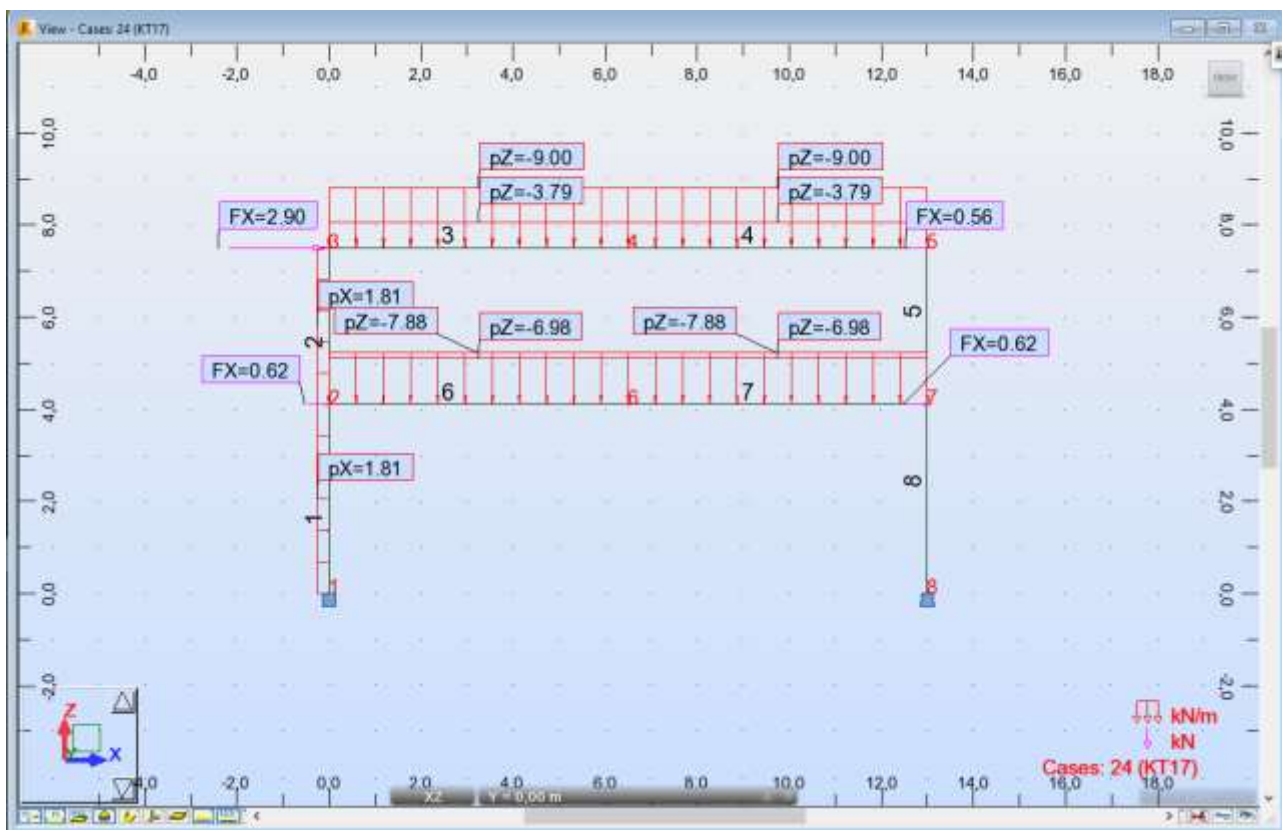 View - Cases: 24 (KT17)
-4,0 -2,0 0,0 2,0 4,0 6,0 8,0 10,0 12,0 14,0 16,0 18,0
10,0 10,0
pZ=-9.00 pZ=-9.00
pZ=-3.79 pZ=-3.79
FX=2.90 FX=0.56
8,0 8,0
3 3 4 4 5
pX=1.81
6,0 6,0
2 5
pZ=-7.88 pZ=-6.98 pZ=-7.88 pZ=-6.98
FX=0.62 FX=0.62
4,0 4,0
2 6 6 7 7
pX=1.81
8
2,0 2,0
1
0,0 1 8 0,0
-2,0 -2,0
Z
X
kN/m
kN
Cases: 24 (KT17)
-4,0 -2,0 0,0 2,0 4,0 6,0 8,0 10,0 12,0 14,0 16,0 18,0
XZ Y = 0,00 m